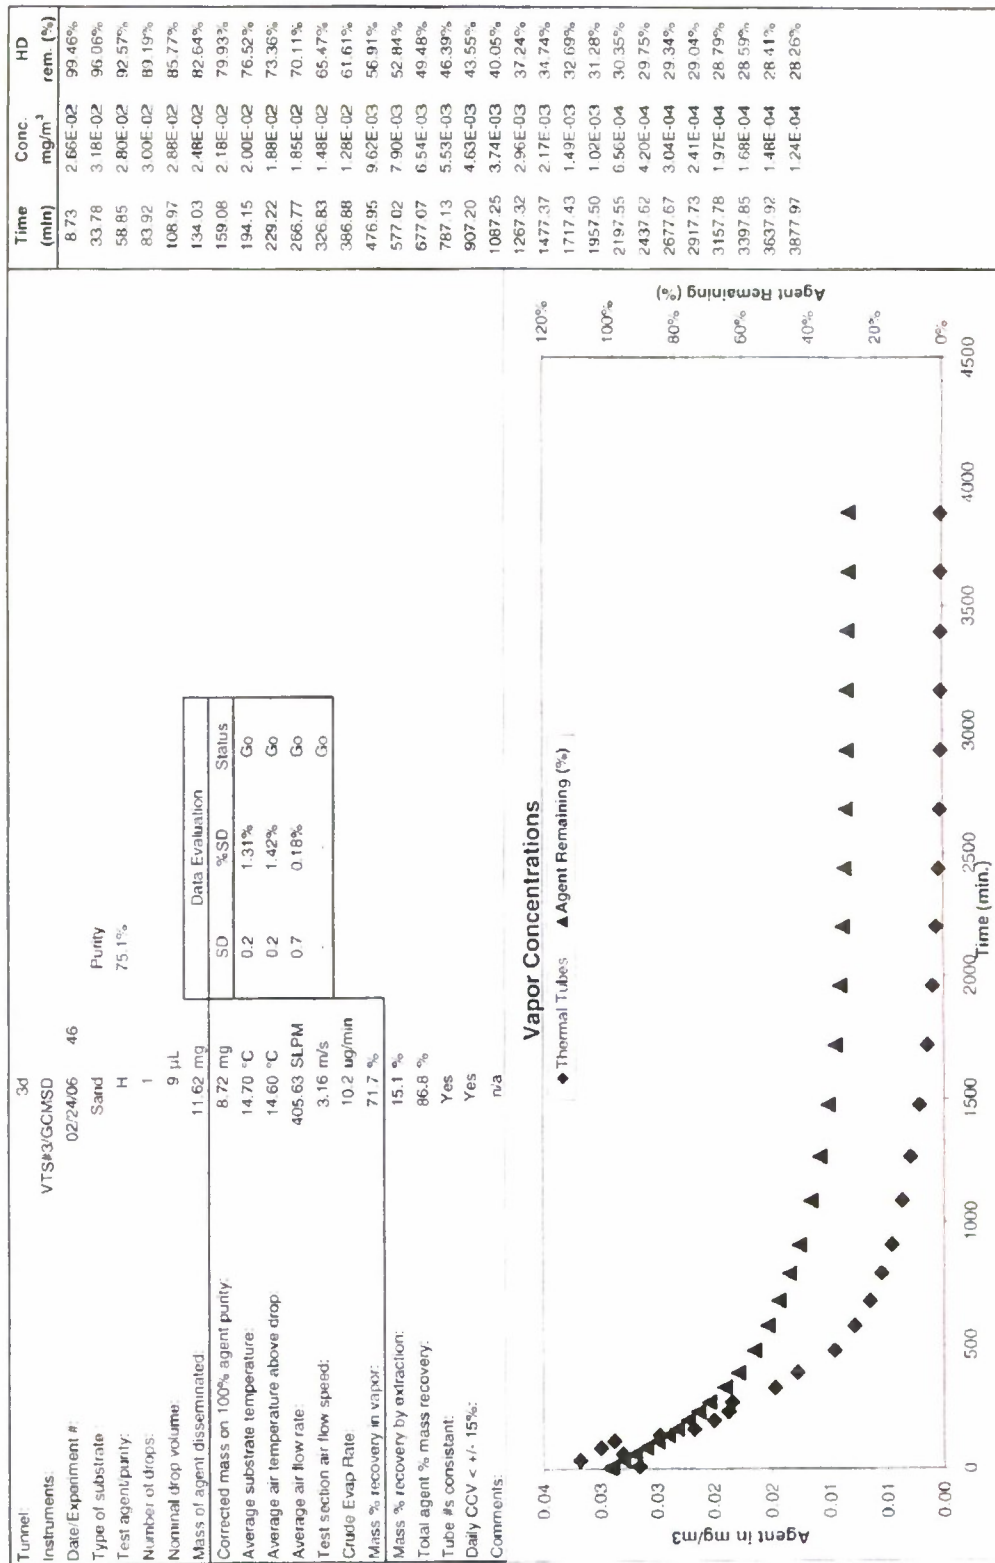 Tunnel: 3d
Instruments: VTS#3/GCMSD
Date/Experiment #: 02/24/06 46
Type of substrate Sand Purity
Test agent/purity: H 75.1%
Number of drops: 1
Nominal drop volume: 9 µL
Mass of agent disseminated: 11.62 mg Data Evaluation
Corrected mass on 100% agent purity: 8.72 mg SD %SD Status
Average substrate temperature: 14.70 °C 0.2 1.31% Go
Average air temperature above drop 14.60 °C 0.2 1.42% Go
Average air flow rate: 405.63 SLPM 0.7 0.18% Go
Test section air flow speed: 3.16 m/s - - Go
Crude Evap Rate: 10.2 ug/min
Mass % recovery in vapor: 71.7 %
Mass % recovery by extraction: 15.1 %
Total agent % mass recovery: 86.8 %
Tube #s consistant: Yes
Daily CCV < +/- 15%: Yes
Comments: n/a
Time Conc. HD
(min) mg/m³ rem. (%)
8.73 2.66E-02 99.46%
33.78 3.18E-02 96.06%
58.85 2.80E-02 92.57%
83.92 3.00E-02 89.19%
108.97 2.88E-02 85.77%
134.03 2.48E-02 82.64%
159.08 2.18E-02 79.93%
194.15 2.00E-02 76.52%
229.22 1.88E-02 73.36%
266.77 1.85E-02 70.11%
326.83 1.48E-02 65.47%
386.88 1.28E-02 61.61%
476.95 9.62E-03 56.91%
577.02 7.90E-03 52.84%
677.07 6.54E-03 49.48%
787.13 5.53E-03 46.39%
907.20 4.63E-03 43.55%
1087.25 3.74E-03 40.05%
1267.32 2.96E-03 37.24%
1477.37 2.17E-03 34.74%
1717.43 1.49E-03 32.69%
1957.50 1.02E-03 31.28%
2197.55 6.56E-04 30.35%
2437.62 4.20E-04 29.75%
2677.67 3.04E-04 29.34%
2917.73 2.41E-04 29.04%
3157.78 1.97E-04 28.79%
3397.85 1.68E-04 28.59%
3637.92 1.48E-04 28.41%
3877.97 1.24E-04 28.26%
Vapor Concentrations
Thermal Tubes Agent Remaining (%)
Agent in mg/m3
0.04
0.03
0.03
0.02
0.02
0.01
0.01
0.00
120%
100%
80%
60%
40%
20%
0%
Agent Remaining (%)
0 500 1000 1500 2000 2500 3000 3500 4000 4500
Time (min.)